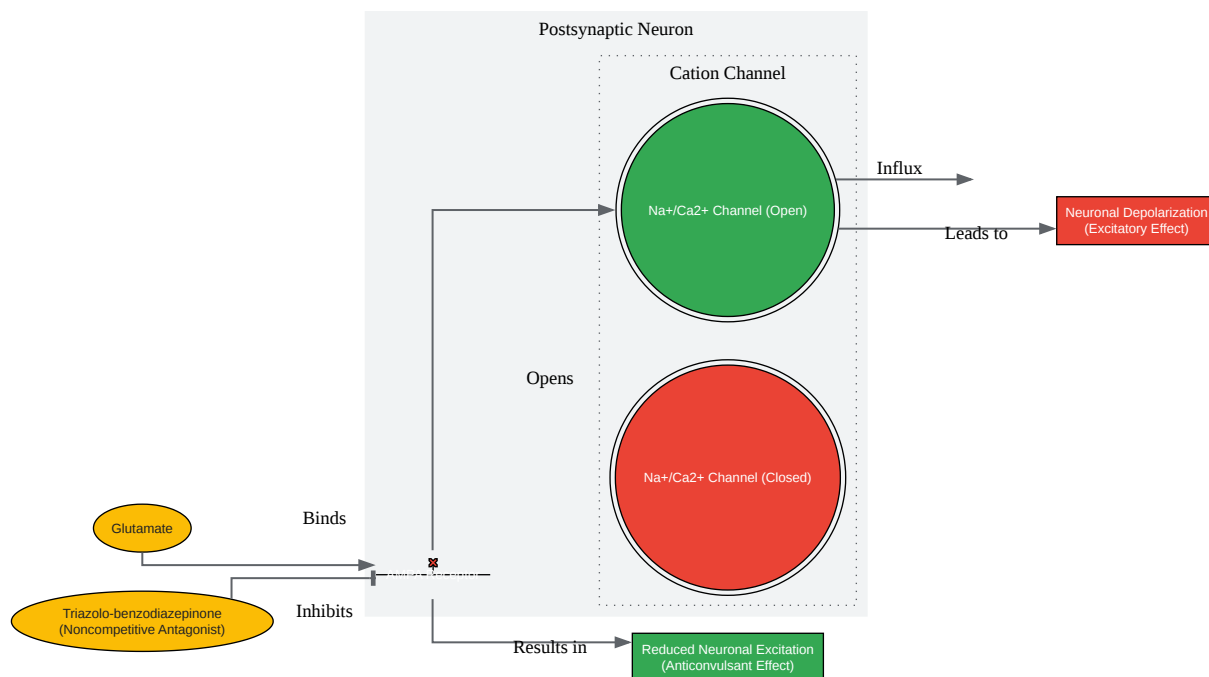 Postsynaptic Neuron
Cation Channel
Influx
Na+/Ca2+ Channel (Open)
Neuronal Depolarization
(Excitatory Effect)
Leads to
Opens
Na+/Ca2+ Channel (Closed)
Binds
Glutamate
Inhibits
Triazolo-benzodiazepinone
(Noncompetitive Antagonist)
Results in
Reduced Neuronal Excitation
(Anticonvulsant Effect)